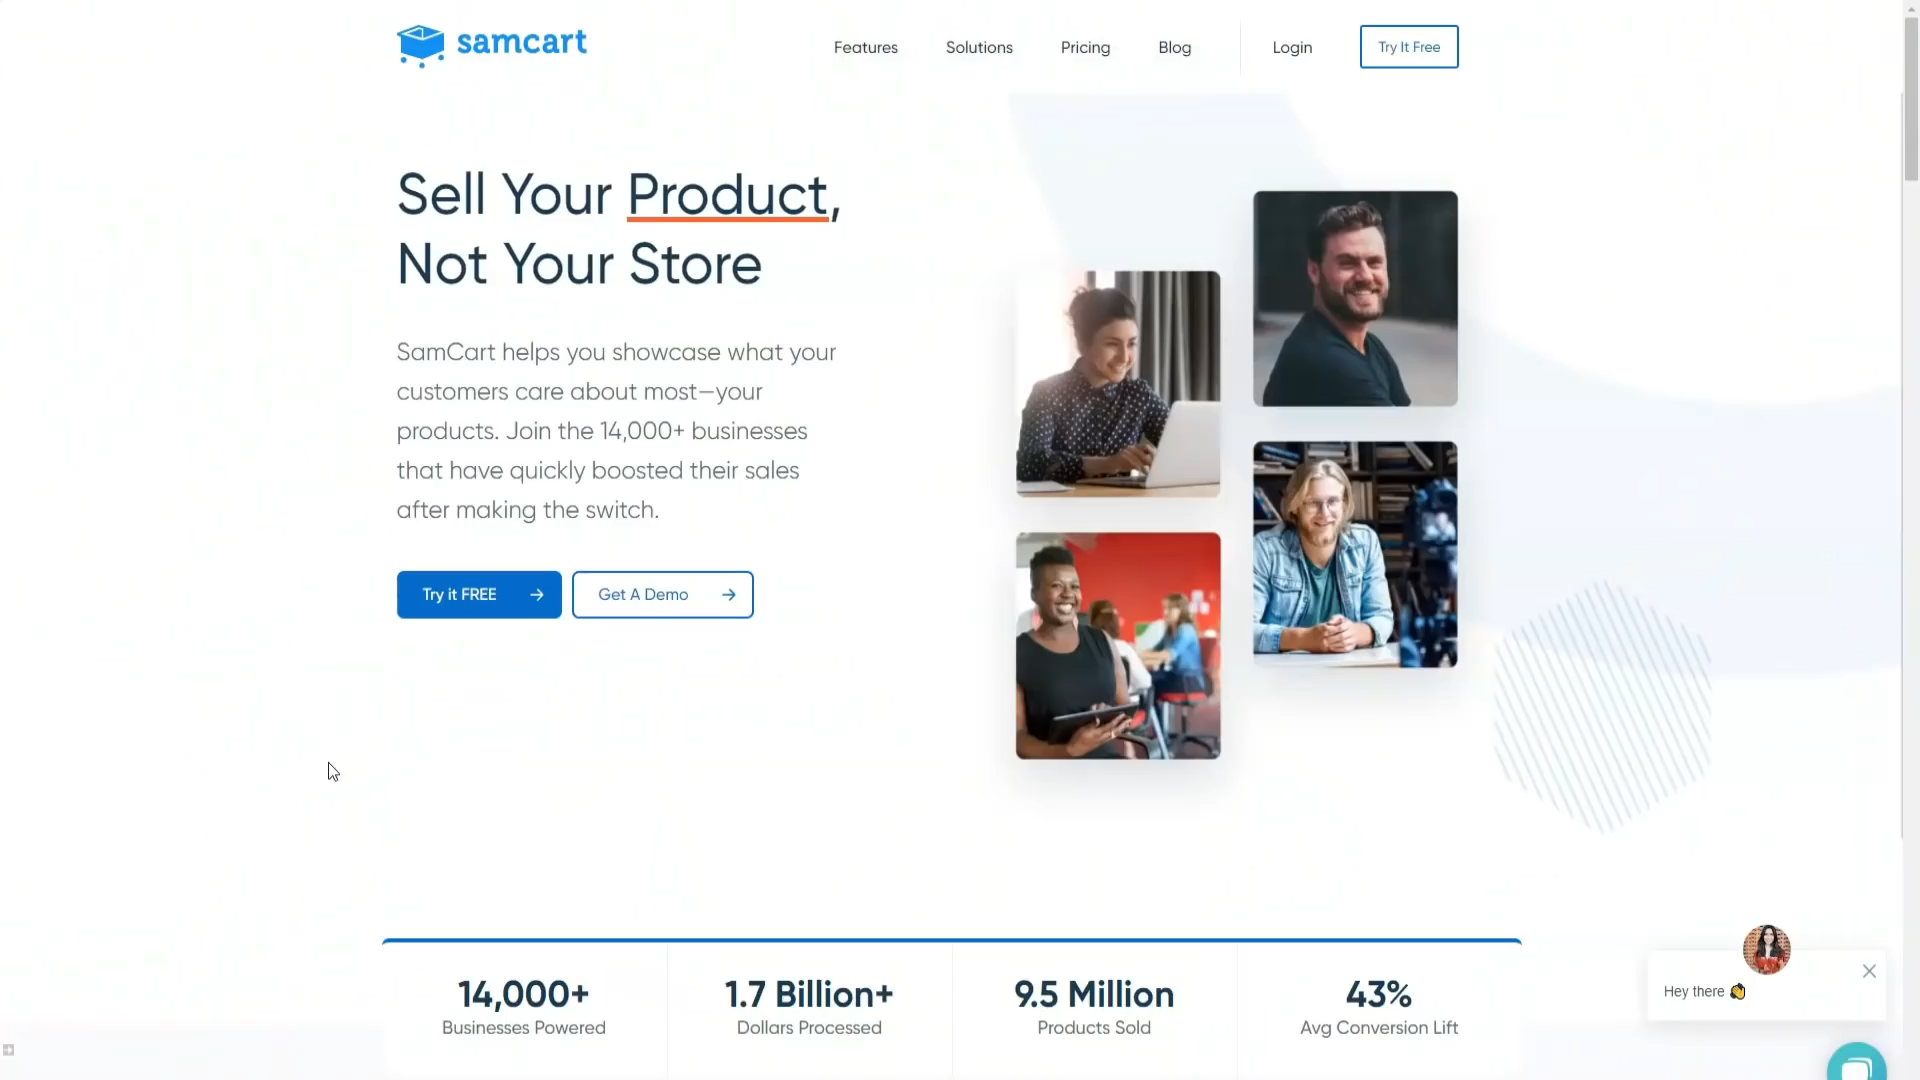 samcart
Features
Solutions
Pricing
Blog
Login
Try It Free
Sell Your Product,
Not Your Store
SamCart helps you showcase what your
customers care about most—your
products. Join the 14,000+ businesses
that have quickly boosted their sales
after making the switch.
Try it FREE
Get A Demo
14,000+
Businesses Powered
1.7 Billion+
Dollars Processed
9.5 Million
Products Sold
43%
Avg Conversion Lift
Hey there 👋